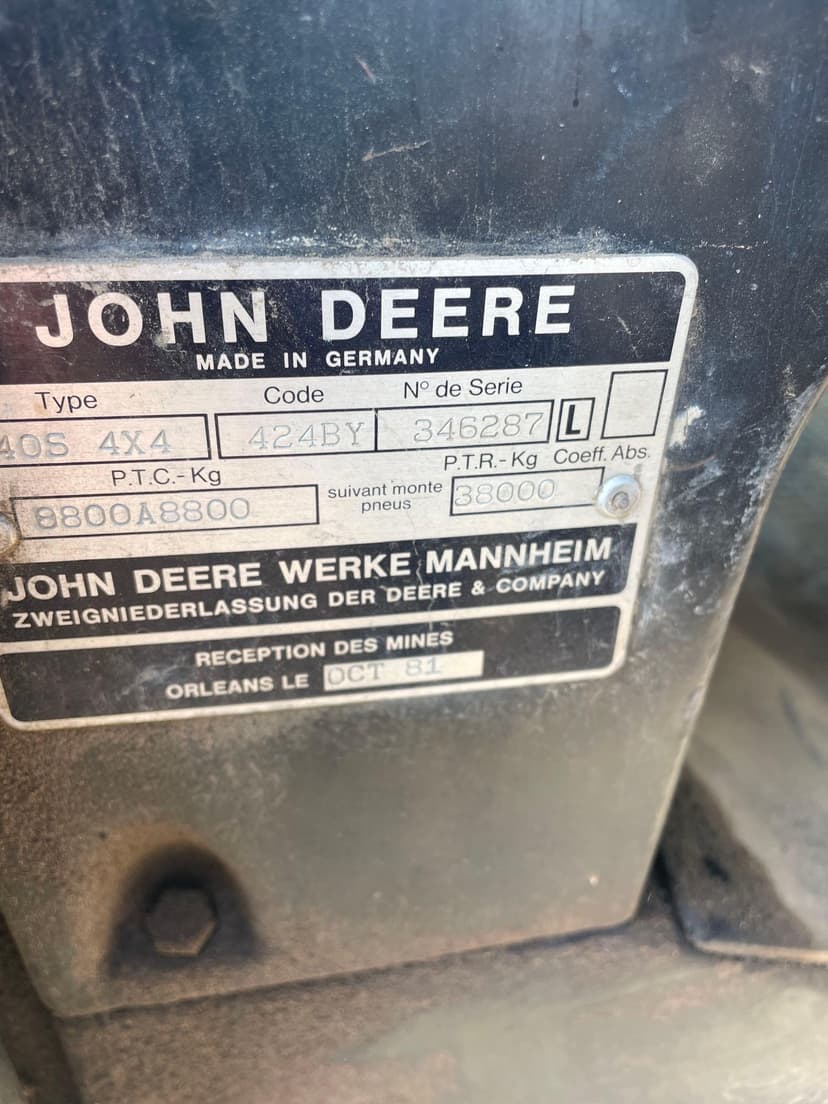 JOHN DEERE
MADE IN GERMANY
Type Code Nº de Serie
40S 4X4 424BY 346287 L
P.T.C.-Kg P.T.R.-Kg Coeff. Abs.
8800A8800 suivant monte pneus 38000
JOHN DEERE WERKE MANNHEIM
ZWEIGNIEDERLASSUNG DER DEERE & COMPANY
RECEPTION DES MINES
ORLEANS LE OCT 81